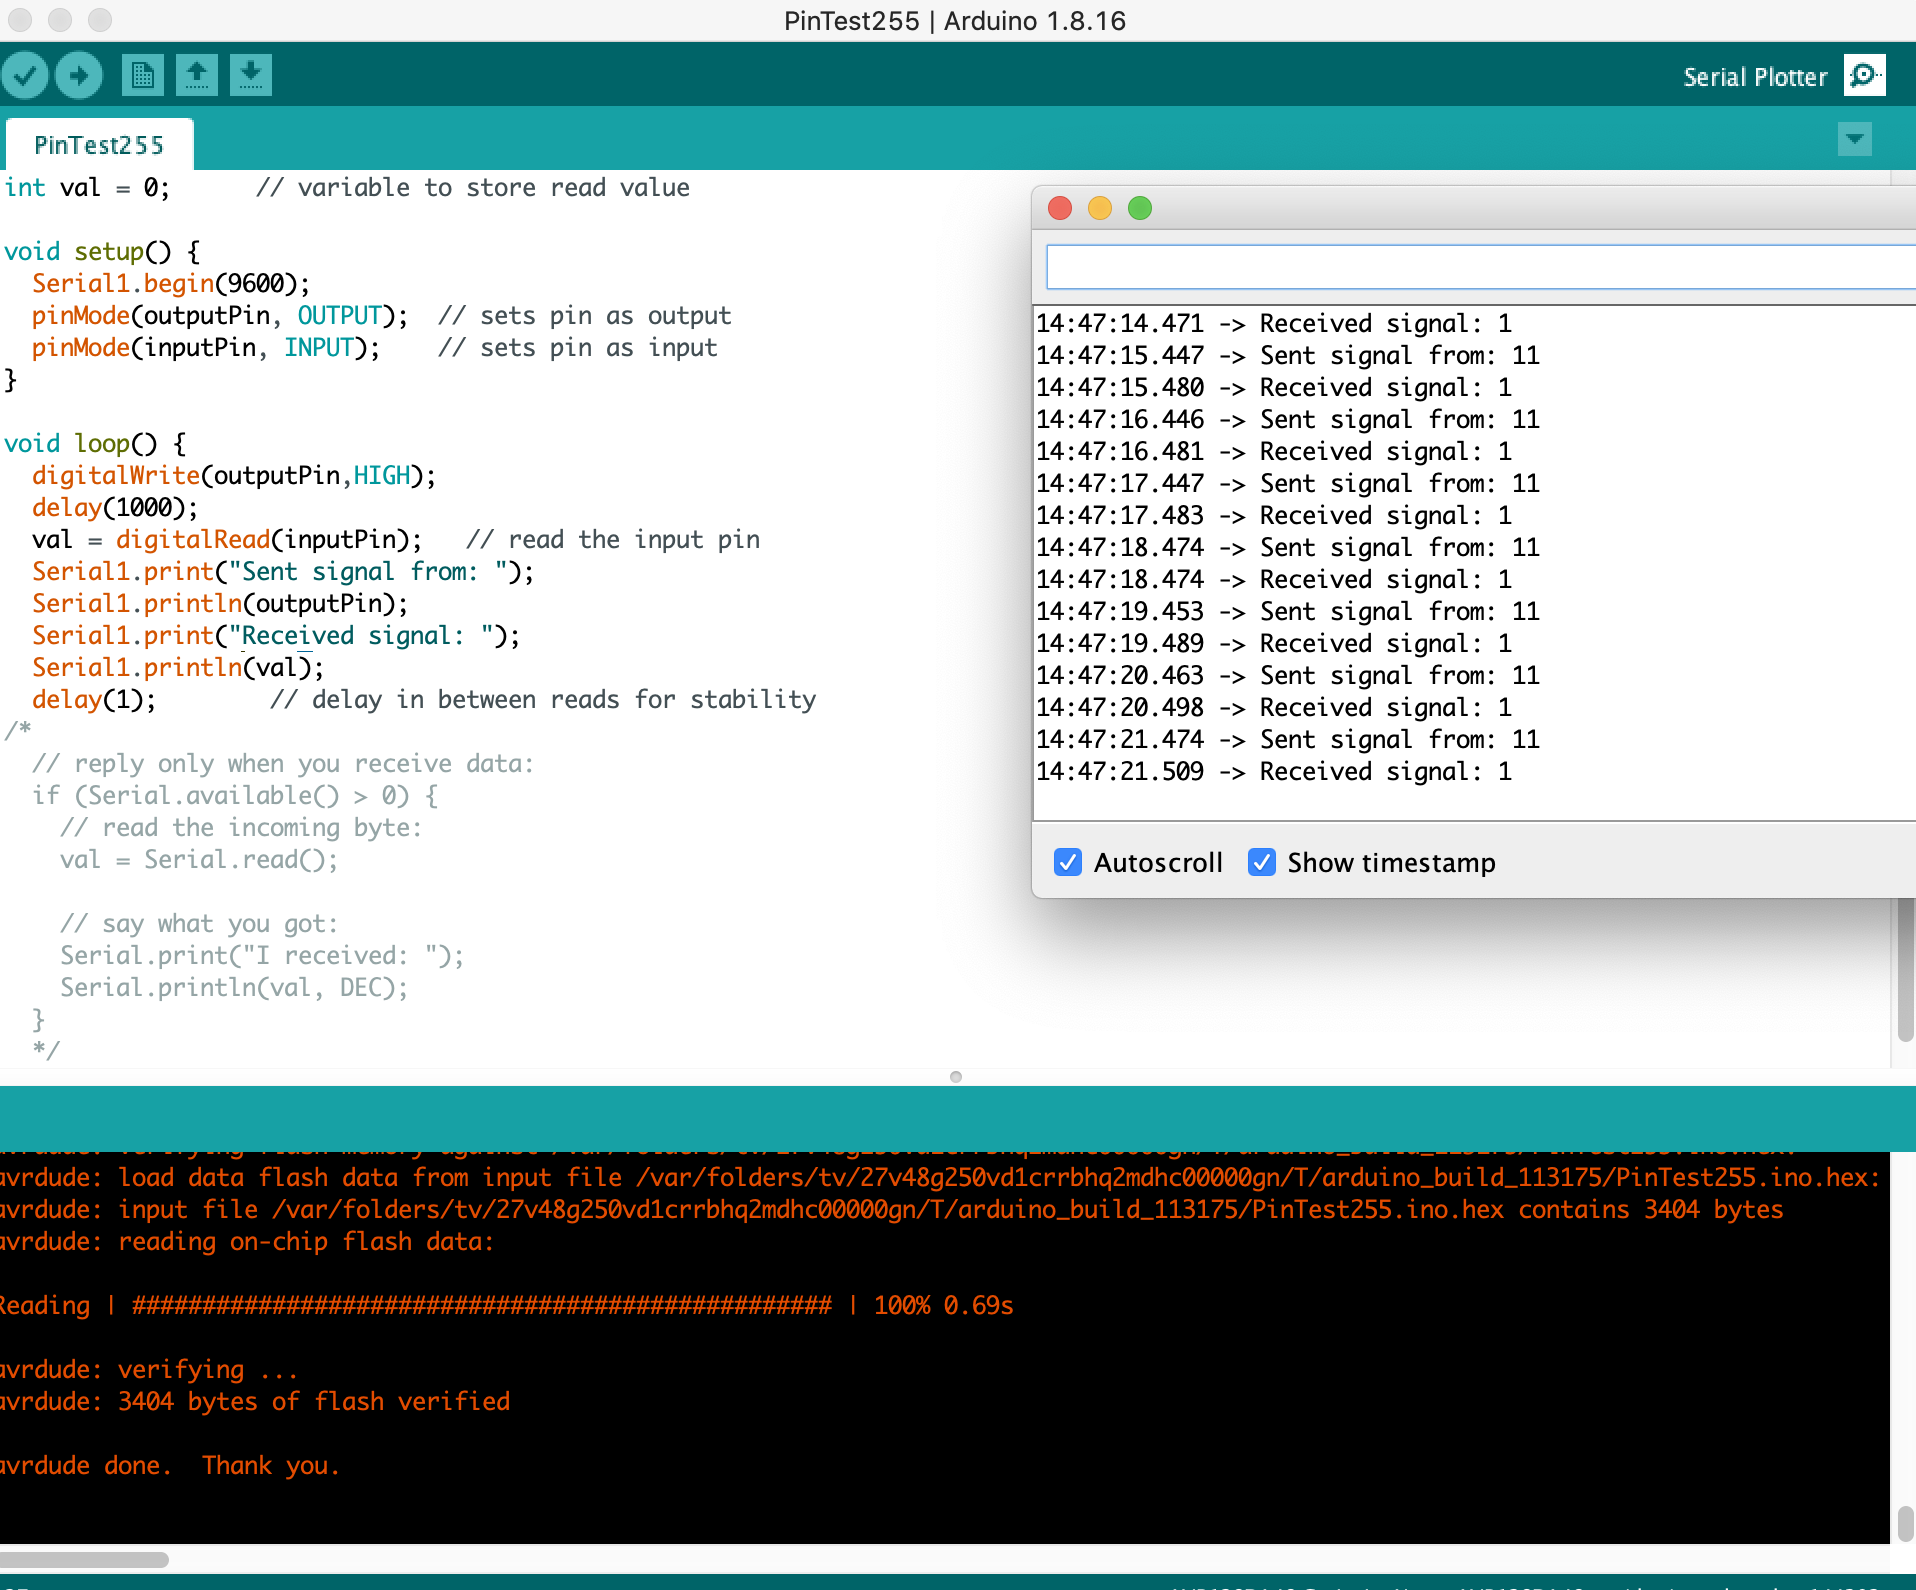 PinTest255 | Arduino 1.8.16
Serial Plotter
PinTest255
int val = 0;      // variable to store read value
void setup() {
  Serial1.begin(9600);
  pinMode(outputPin, OUTPUT);  // sets pin as output
  pinMode(inputPin, INPUT);    // sets pin as input
}
void loop() {
  digitalWrite(outputPin,HIGH);
  delay(1000);
  val = digitalRead(inputPin);   // read the input pin
  Serial1.print("Sent signal from: ");
  Serial1.println(outputPin);
  Serial1.print("Received signal: ");
  Serial1.println(val);
  delay(1);        // delay in between reads for stability
/*
  // reply only when you receive data:
  if (Serial.available() > 0) {
    // read the incoming byte:
    val = Serial.read();
    // say what you got:
    Serial.print("I received: ");
    Serial.println(val, DEC);
  }
  */
14:47:14.471 -> Received signal: 1
14:47:15.447 -> Sent signal from: 11
14:47:15.480 -> Received signal: 1
14:47:16.446 -> Sent signal from: 11
14:47:16.481 -> Received signal: 1
14:47:17.447 -> Sent signal from: 11
14:47:17.483 -> Received signal: 1
14:47:18.474 -> Sent signal from: 11
14:47:18.474 -> Received signal: 1
14:47:19.453 -> Sent signal from: 11
14:47:19.489 -> Received signal: 1
14:47:20.463 -> Sent signal from: 11
14:47:20.498 -> Received signal: 1
14:47:21.474 -> Sent signal from: 11
14:47:21.509 -> Received signal: 1
Autoscroll Show timestamp
avrdude: load data flash data from input file /var/folders/tv/27v48g250vd1crrbhq2mdhc00000gn/T/arduino_build_113175/PinTest255.ino.hex:
avrdude: input file /var/folders/tv/27v48g250vd1crrbhq2mdhc00000gn/T/arduino_build_113175/PinTest255.ino.hex contains 3404 bytes
avrdude: reading on-chip flash data:
Reading | ################################################## | 100% 0.69s
avrdude: verifying ...
avrdude: 3404 bytes of flash verified
avrdude done.  Thank you.